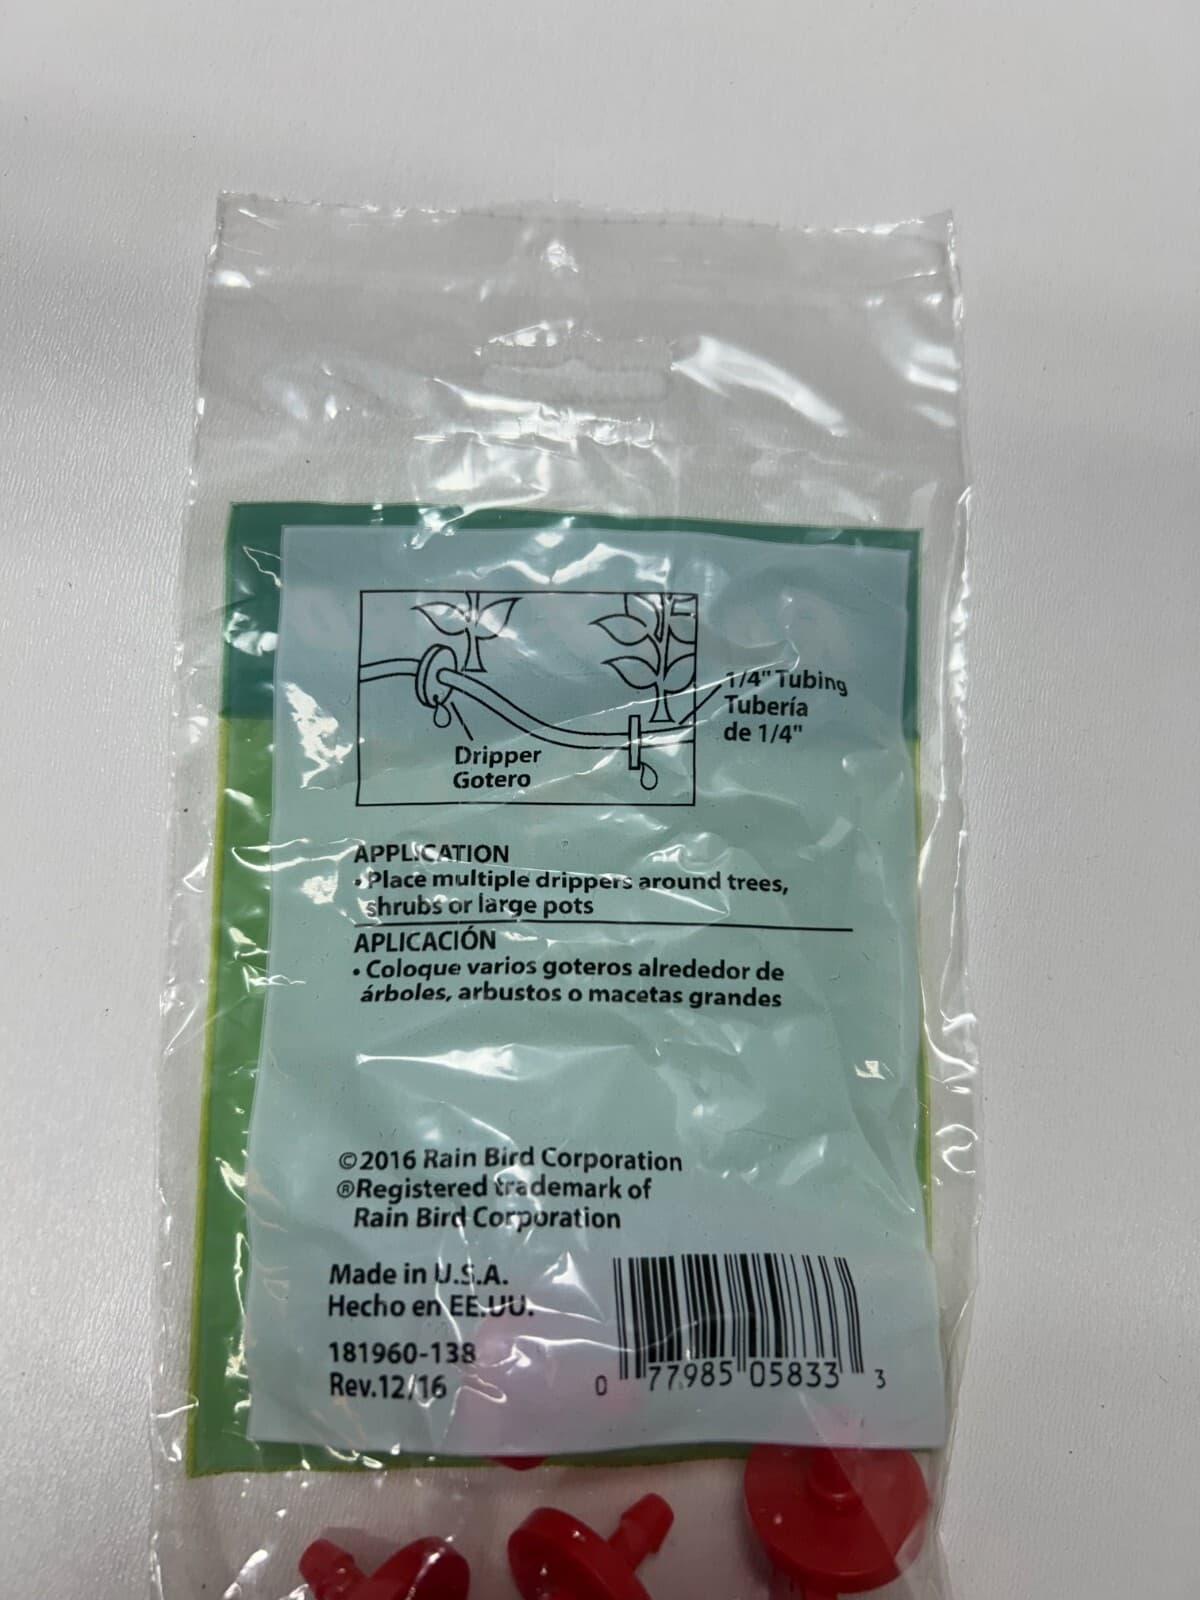 1/4" Tubing
Tubería
de 1/4"
Dripper
Gotero
APPLICATION
• Place multiple drippers around trees,
shrubs or large pots
APLICACIÓN
• Coloque varios goteros alrededor de
árboles, arbustos o macetas grandes
©2016 Rain Bird Corporation
®Registered trademark of
Rain Bird Corporation
Made in U.S.A.
Hecho en EE.UU.
181960-138
Rev.12/16
0 77985 05833 3